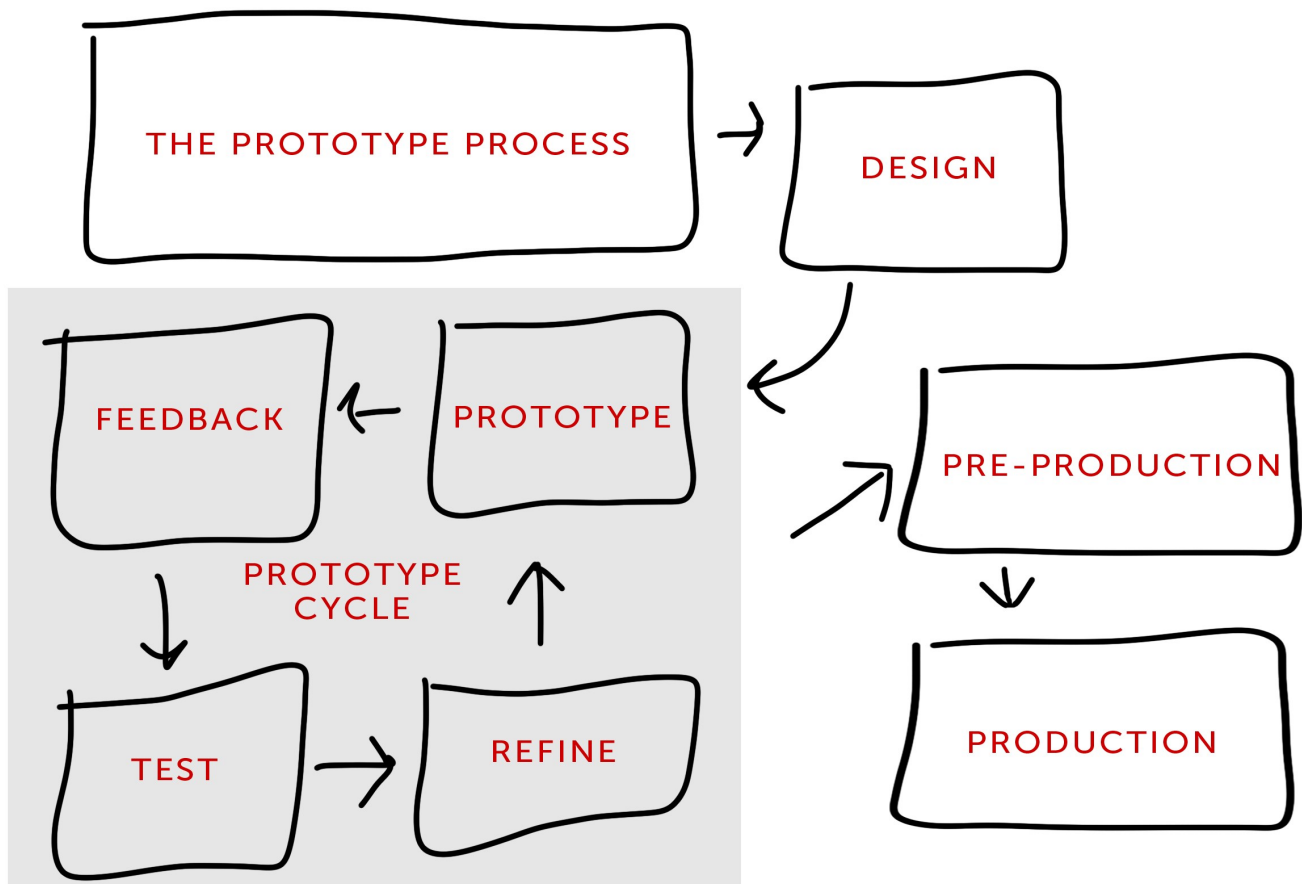 THE PROTOTYPE PROCESS
DESIGN
PROTOTYPE
FEEDBACK
PROTOTYPE
CYCLE
TEST
REFINE
PRE-PRODUCTION
PRODUCTION